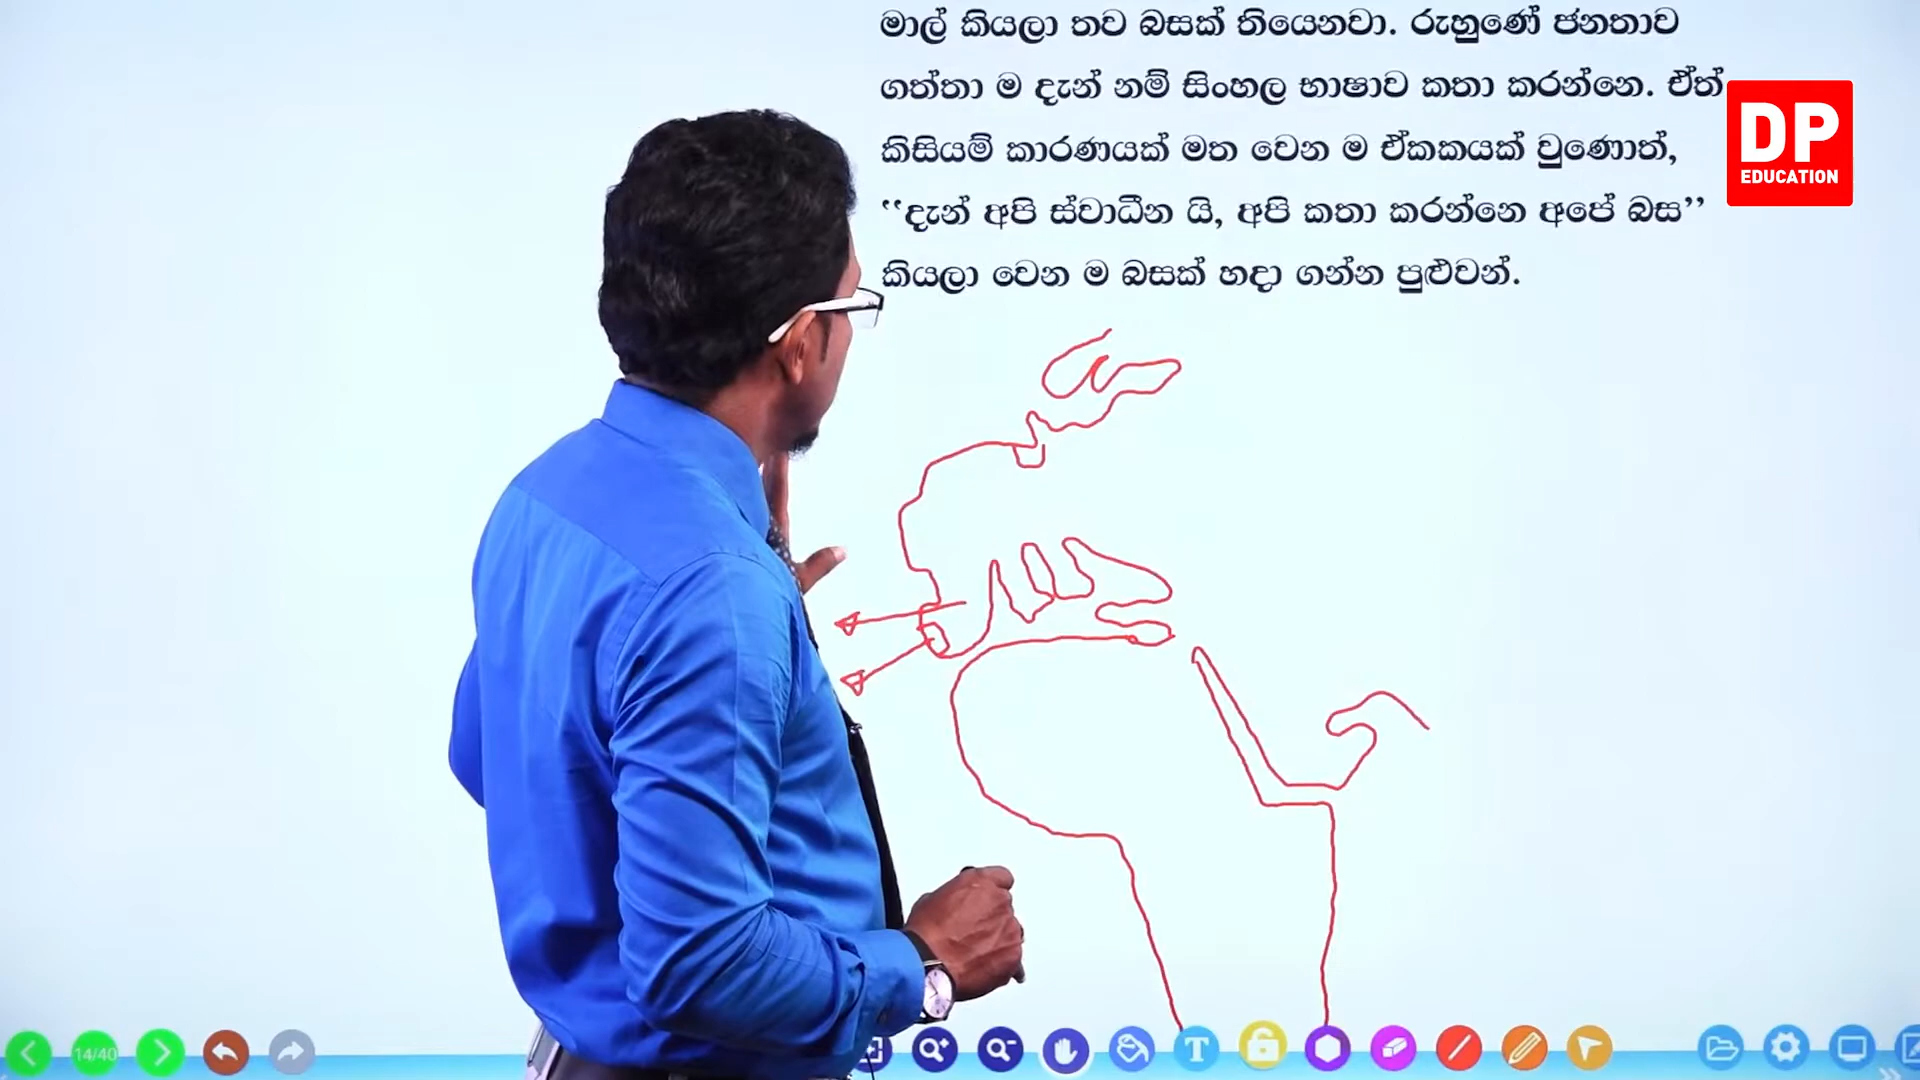 මාල් කියලා තව බසක් තියෙනවා. රුහුණේ ජනතාව
ගත්තා ම දැන් නම් සිංහල භාෂාව කතා කරන්නෙ. ඒත්
කිසියම් කාරණයක් මත වෙන ම ඒකකයක් වුණොත්,
‘‘දැන් අපි ස්වාධීන යි, අපි කතා කරන්නෙ අපේ බස’’
කියලා වෙන ම බසක් හදා ගන්න පුළුවන්.
DP
EDUCATION
14/40
T